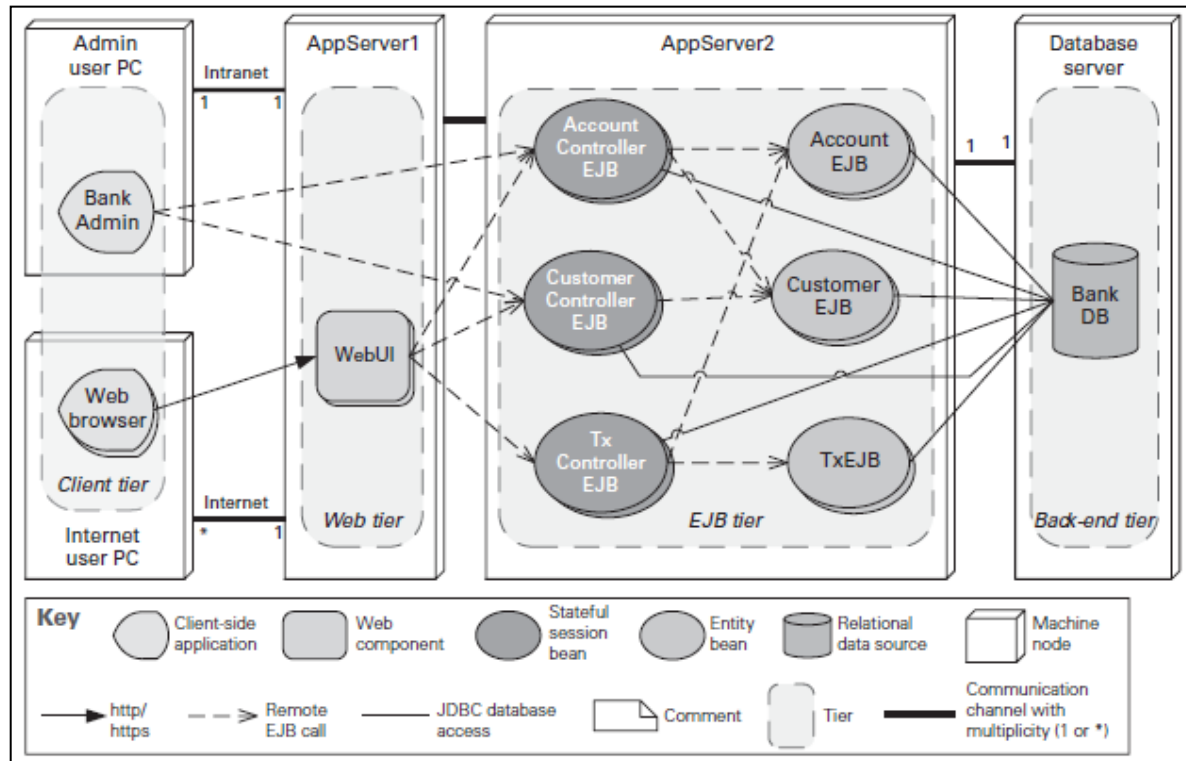 Admin
user PC
Intranet
1
1
Bank
Admin
Web
browser
Client tier
Internet
*
1
Internet
user PC
AppServer1
WebUI
Web tier
AppServer2
Account
Controller
EJB
Account
EJB
Customer
Controller
EJB
Customer
EJB
Tx
Controller
EJB
TxEJB
EJB tier
1
1
Database
server
Bank
DB
Back-end tier
Key
Client-side
application
Web
component
Stateful
session
bean
Entity
bean
Relational
data source
Machine
node
http/
https
Remote
EJB call
JDBC database
access
Comment
Tier
Communication
channel with
multiplicity (1 or *)